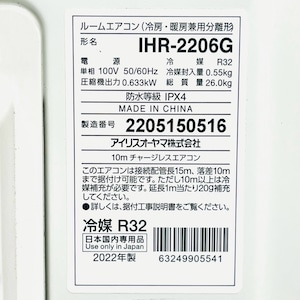 ルームエアコン（冷房・暖房兼用分離形）
形名 IHR-2206G
電源 冷媒 R32
単相 100V 50/60Hz 冷媒封入量 0.55kg
圧縮機出力 0.633kW 総質量 26.0kg
防水等級 IPX4
MADE IN CHINA
製造番号 2205150516
アイリスオーヤマ株式会社
10mチャージレスエアコン
このエアコンは接続配管長15m、落差10m
まで据付け可能です。ただし10m以上は冷
媒補充が必要です。延長1m当たり20g補充
してください。
●詳しくは、据付工事説明書をご覧ください。
冷媒 R32
日本国内専用品
Use only in Japan
2022年製
63249905541